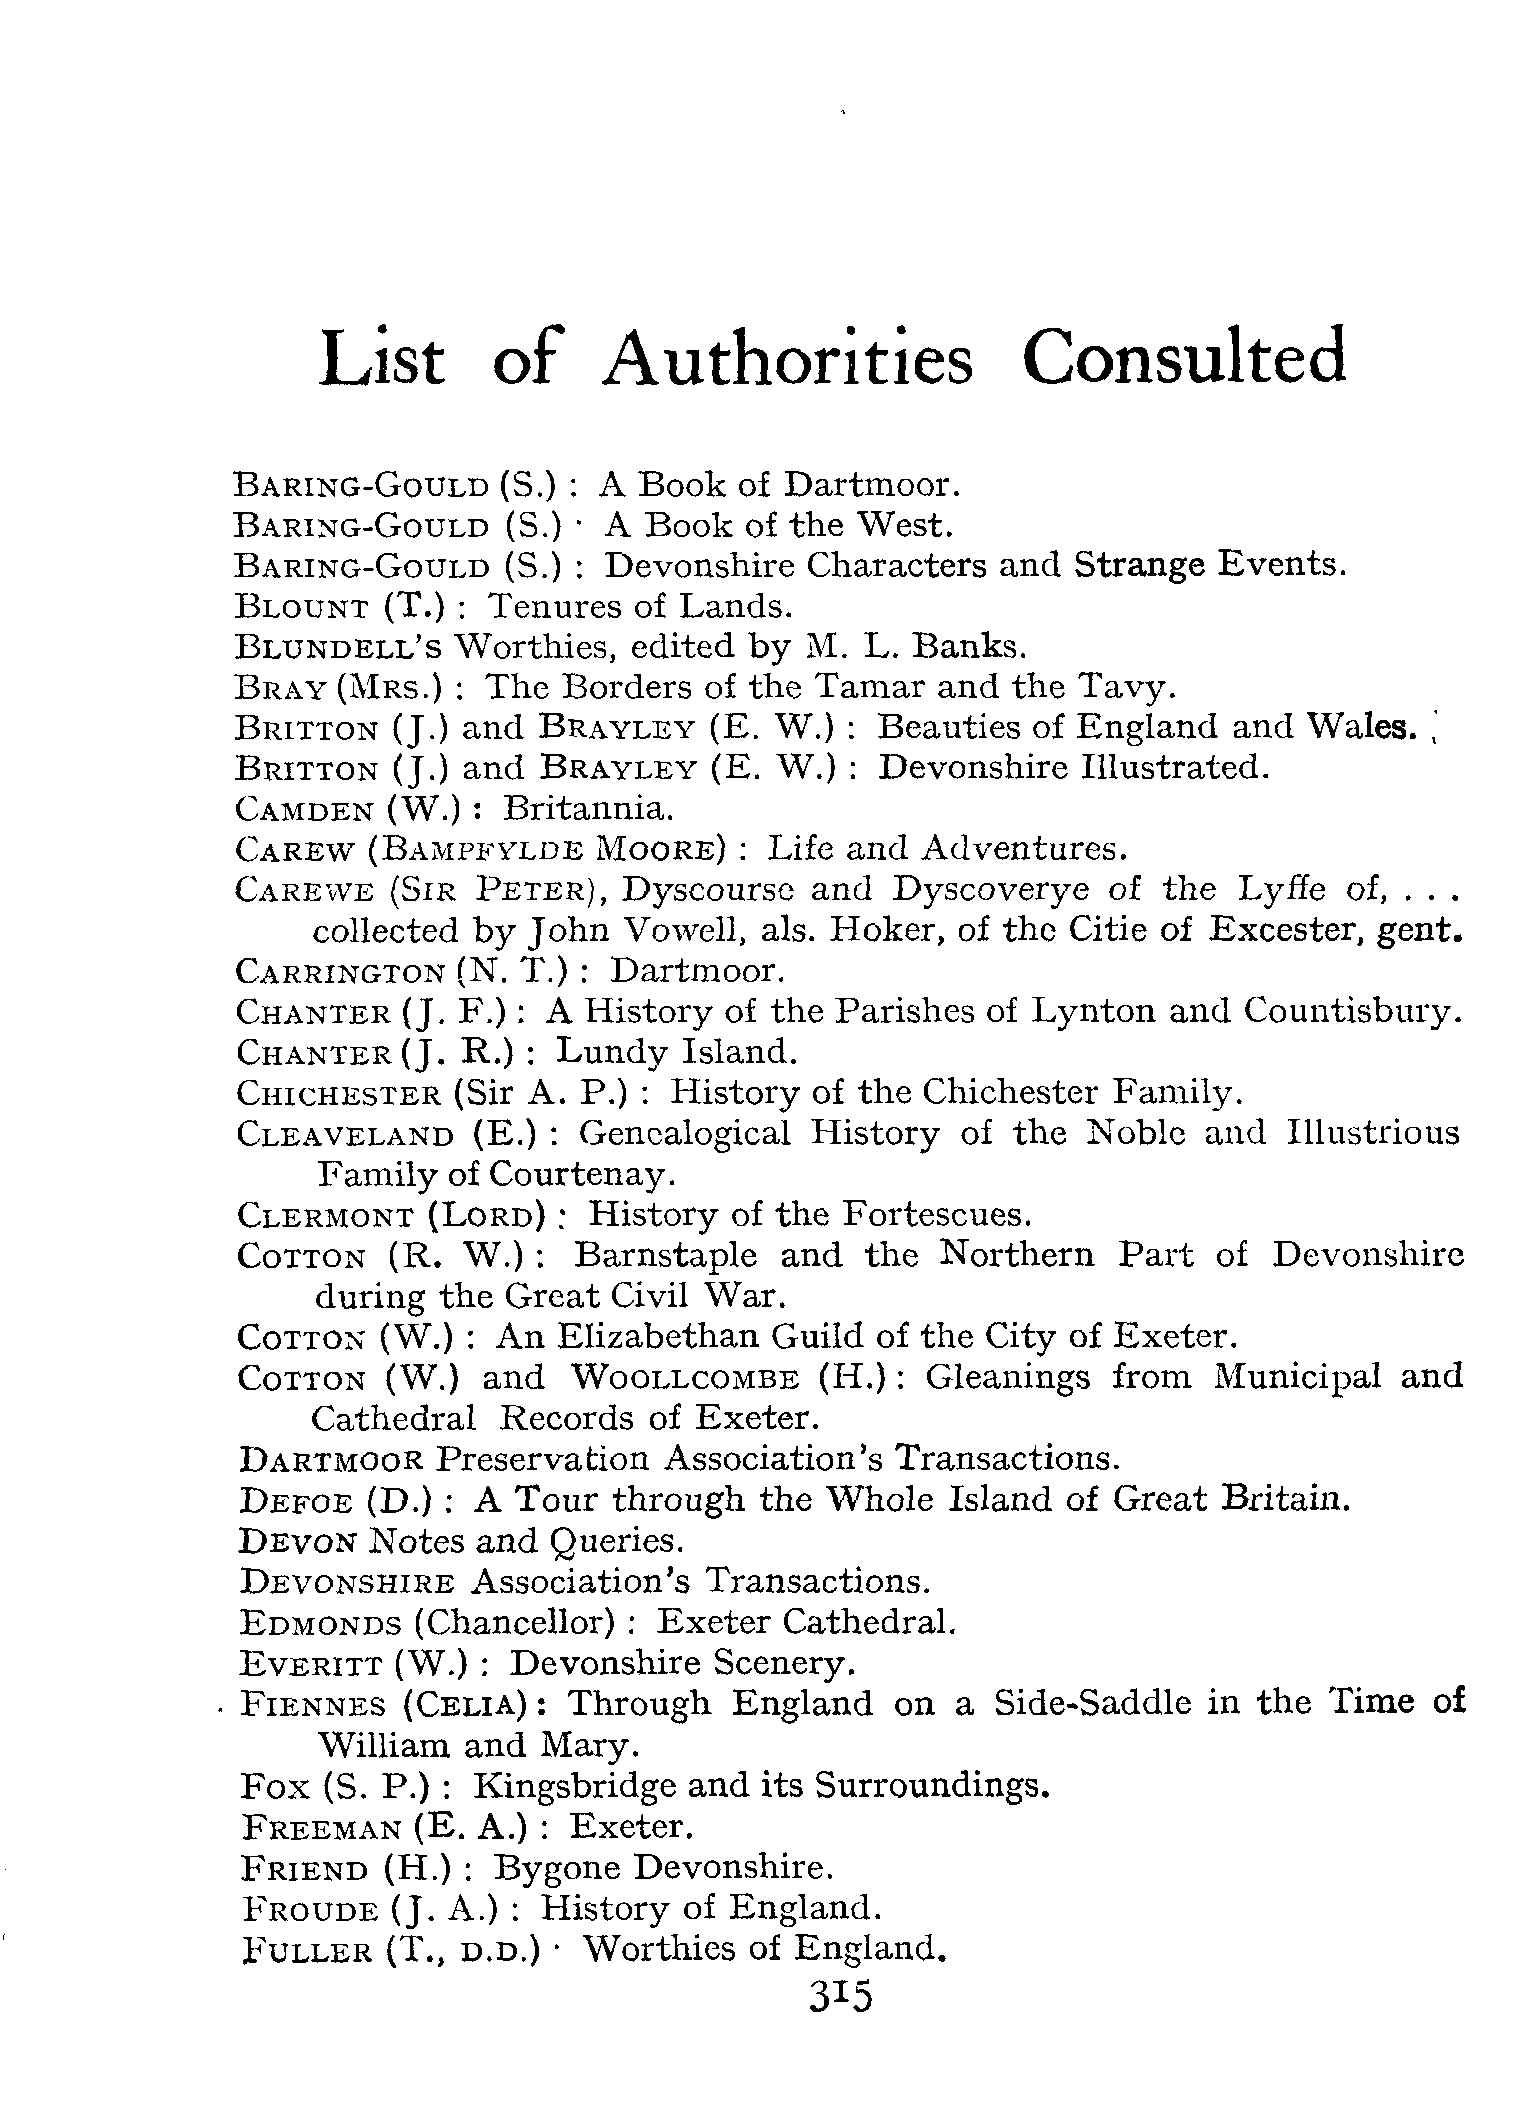 List of Authorities Consulted
BARING-GOULD (S.) : A Book of Dartmoor.
BARING-GOULD (S.) · A Book of the West.
BARING-GOULD (S.) : Devonshire Characters and Strange Events.
BLOUNT (T.) : Tenures of Lands.
BLUNDELL'S Worthies, edited by M. L. Banks.
BRAY (MRS.) : The Borders of the Tamar and the Tavy.
BRITTON (J.) and BRAYLEY (E. W.) : Beauties of England and Wales.
BRITTON (J.) and BRAYLEY (E. W.) : Devonshire Illustrated.
CAMDEN (W.) : Britannia.
CAREW (BAMPFYLDE MOORE) : Life and Adventures.
CAREWE (SIR PETER), Dyscourse and Dyscoverye of the Lyffe of, . . .
collected by John Vowell, als. Hoker, of the Citie of Excester, gent.
CARRINGTON (N. T.) : Dartmoor.
CHANTER (J. F.) : A History of the Parishes of Lynton and Countisbury.
CHANTER (J. R.) : Lundy Island.
CHICHESTER (Sir A. P.) : History of the Chichester Family.
CLEAVELAND (E.) : Genealogical History of the Noble and Illustrious
Family of Courtenay.
CLERMONT (LORD) : History of the Fortescues.
COTTON (R. W.) : Barnstaple and the Northern Part of Devonshire
during the Great Civil War.
COTTON (W.) : An Elizabethan Guild of the City of Exeter.
COTTON (W.) and WOOLLCOMBE (H.) : Gleanings from Municipal and
Cathedral Records of Exeter.
DARTMOOR Preservation Association's Transactions.
DEFOE (D.) : A Tour through the Whole Island of Great Britain.
DEVON Notes and Queries.
DEVONSHIRE Association's Transactions.
EDMONDS (Chancellor) : Exeter Cathedral.
EVERITT (W.) : Devonshire Scenery.
FIENNES (CELIA) : Through England on a Side-Saddle in the Time of
William and Mary.
FOX (S. P.) : Kingsbridge and its Surroundings.
FREEMAN (E. A.) : Exeter.
FRIEND (H.) : Bygone Devonshire.
FROUDE (J. A.) : History of England.
FULLER (T., D.D.) · Worthies of England.
315